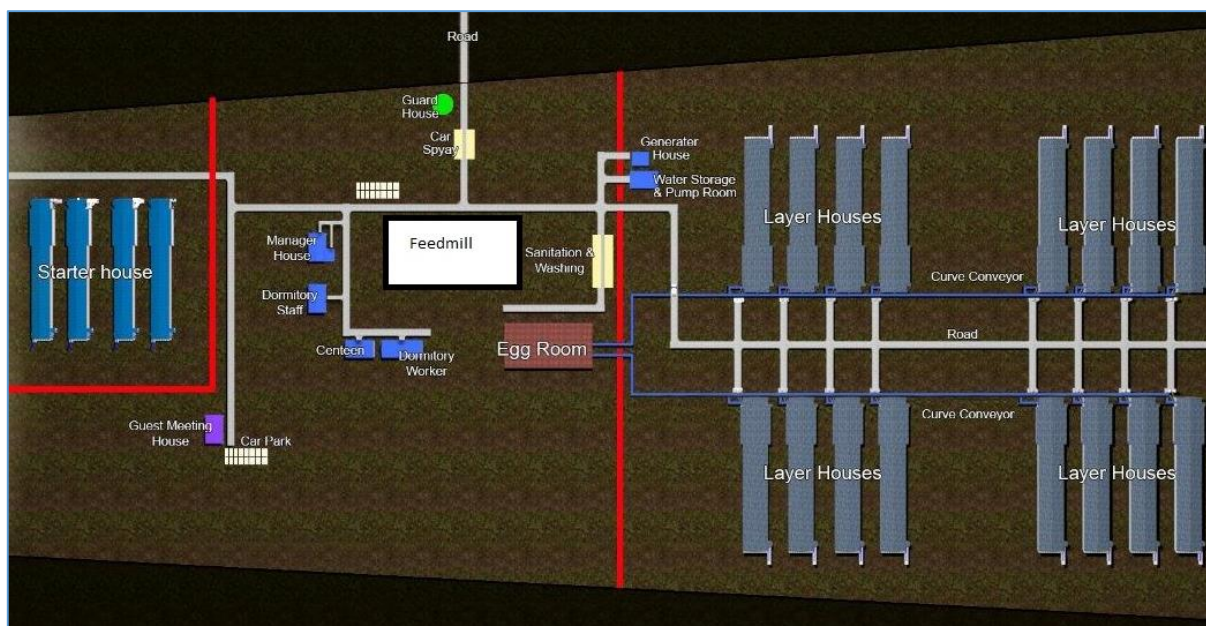 Road
Guard
House
Car
Spyay
Generater
House
Water Storage
& Pump Room
Layer Houses
Layer Houses
Manager
House
Feedmill
Sanitation &
Washing
Starter house
Curve Conveyor
Dormitory
Staff
Road
Centeen
Dormitory
Worker
Egg Room
Guest Meeting
House
Car Park
Curve Conveyor
Layer Houses
Layer Houses